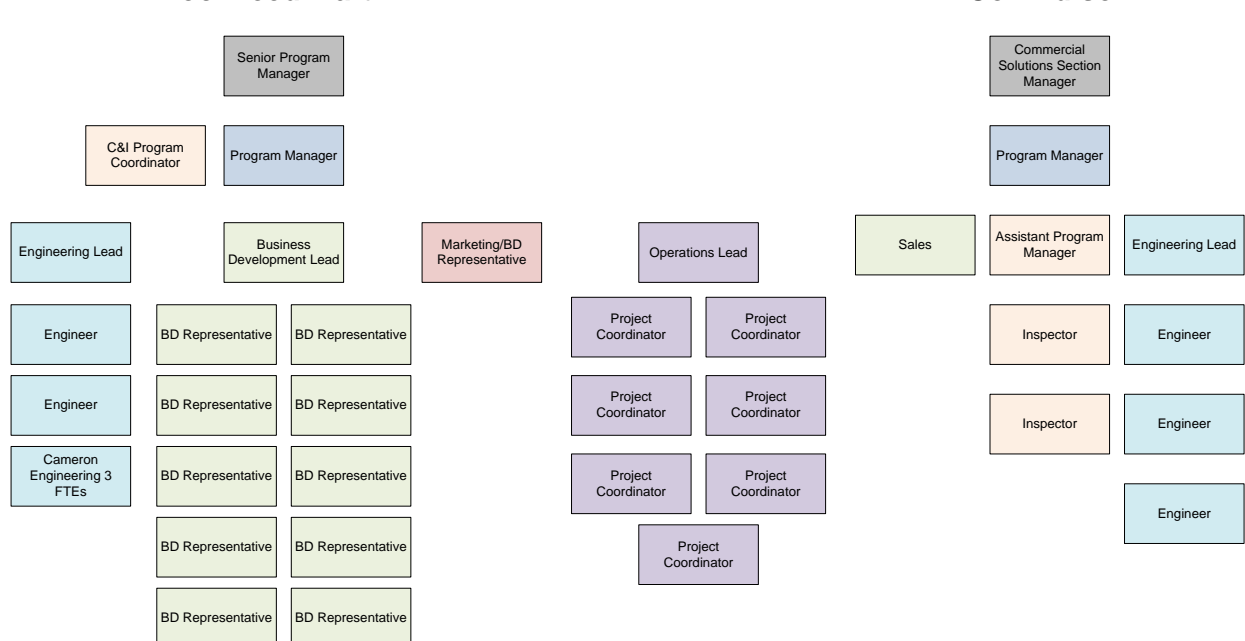 Senior Program
Manager
Commercial
Solutions Section
Manager
C&I Program
Coordinator
Program Manager
Program Manager
Engineering Lead
Business
Development Lead
Marketing/BD
Representative
Operations Lead
Sales
Assistant Program
Manager
Engineering Lead
Engineer
BD Representative
BD Representative
Project
Coordinator
Project
Coordinator
Inspector
Engineer
Engineer
BD Representative
BD Representative
Project
Coordinator
Project
Coordinator
Inspector
Engineer
Cameron
Engineering 3
FTEs
BD Representative
BD Representative
Project
Coordinator
Project
Coordinator
Engineer
BD Representative
BD Representative
Project
Coordinator
BD Representative
BD Representative